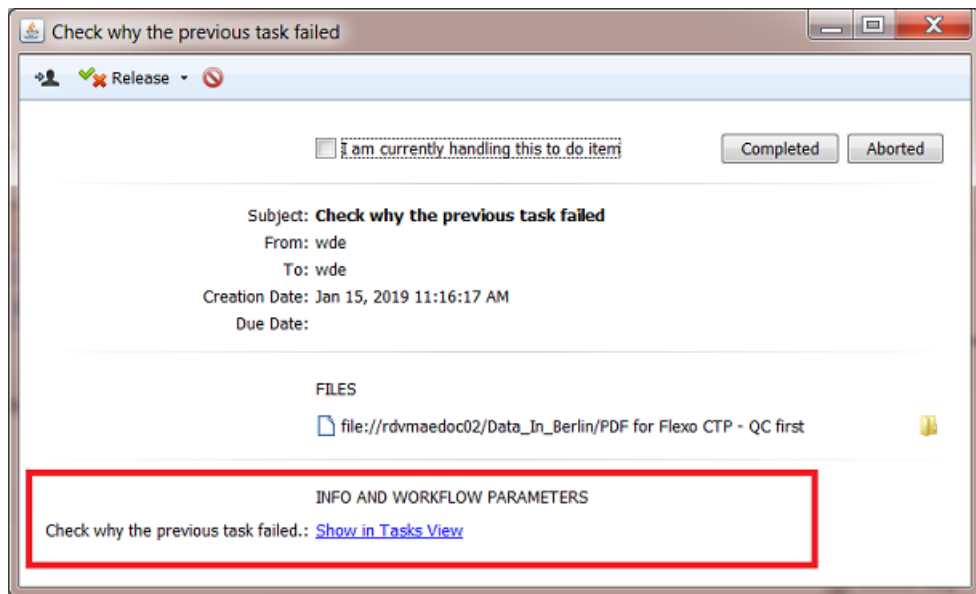 Check why the previous task failed
Release
I am currently handling this to do item
Completed
Aborted
Subject: Check why the previous task failed
From: wde
To: wde
Creation Date: Jan 15, 2019 11:16:17 AM
Due Date:
FILES
file://rdvmaedoc02/Data_In_Berlin/PDF for Flexo CTP - QC first
INFO AND WORKFLOW PARAMETERS
Check why the previous task failed.: Show in Tasks View